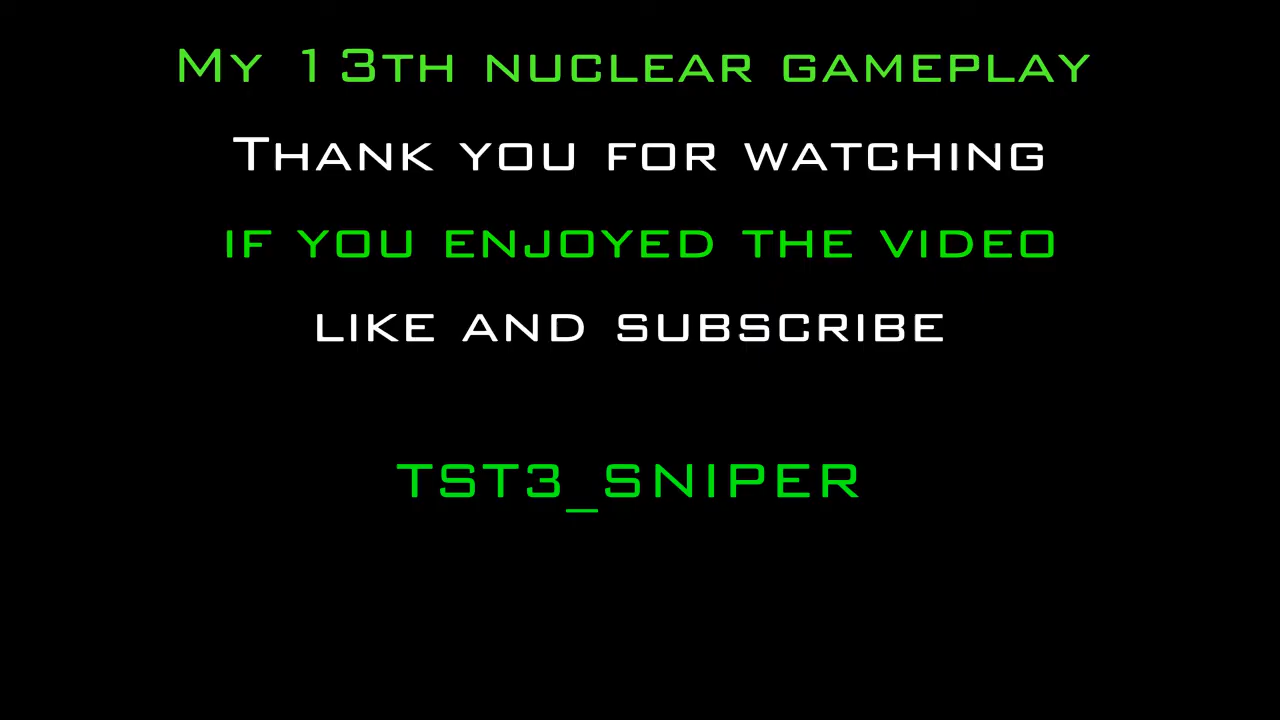 My 13th nuclear gameplay
Thank you for watching
if you enjoyed the video
like and subscribe
TST3_SNIPER